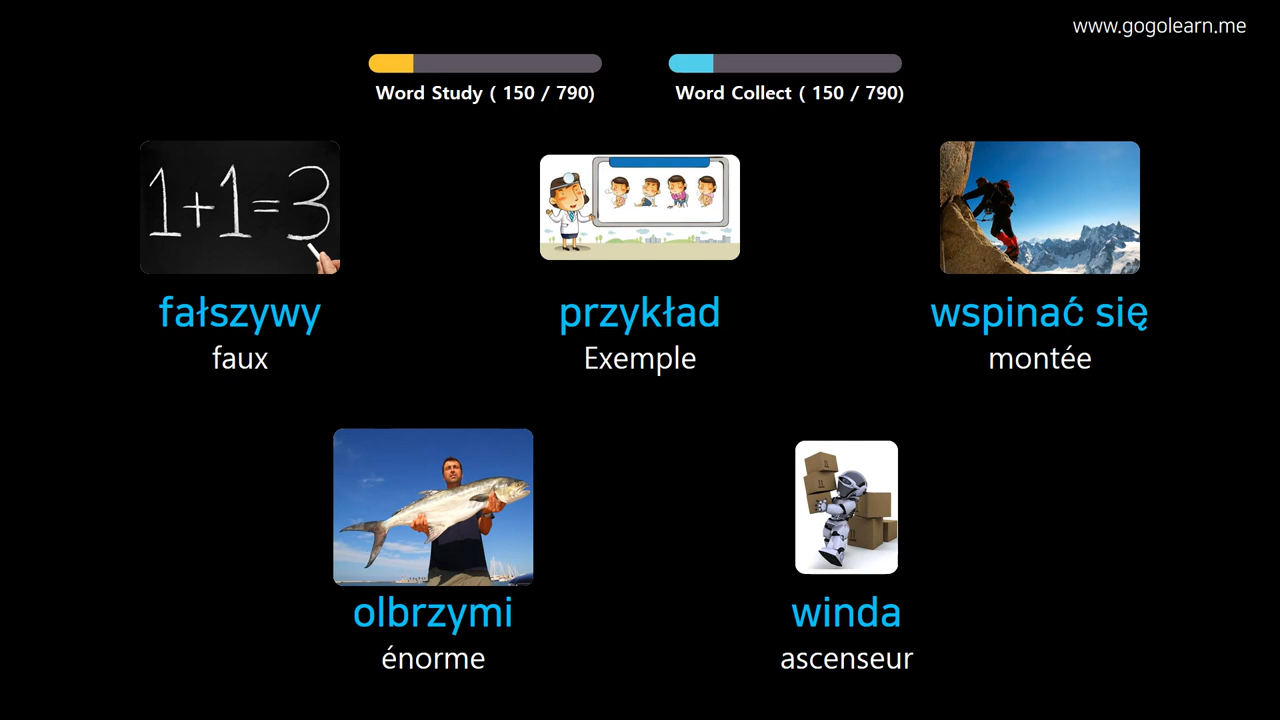 www.gogolearn.me
Word Study ( 150 / 790)
Word Collect ( 150 / 790)
1+1=3
fałszywy
faux
przykład
Exemple
wspinać się
montée
olbrzymi
énorme
winda
ascenseur